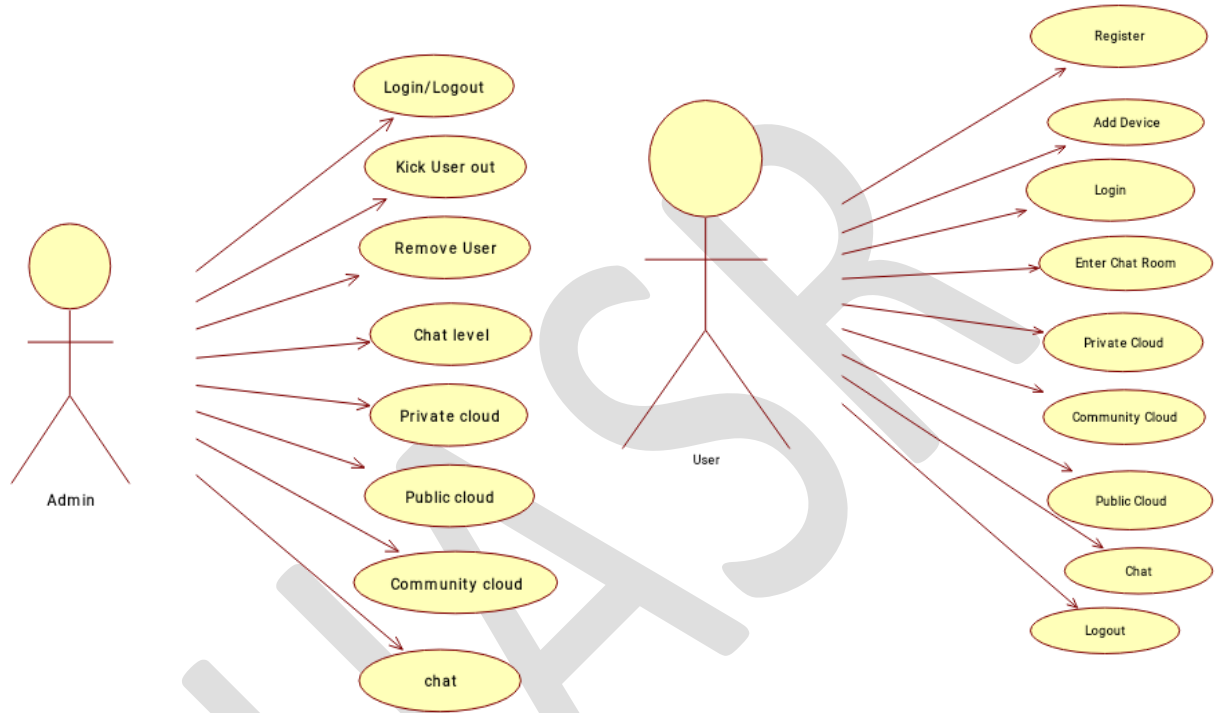 Login/Logout
Kick User out
Remove User
Chat level
Private cloud
Public cloud
Community cloud
chat
Admin
Register
Add Device
Login
Enter Chat Room
Private Cloud
Community Cloud
Public Cloud
Chat
Logout
User